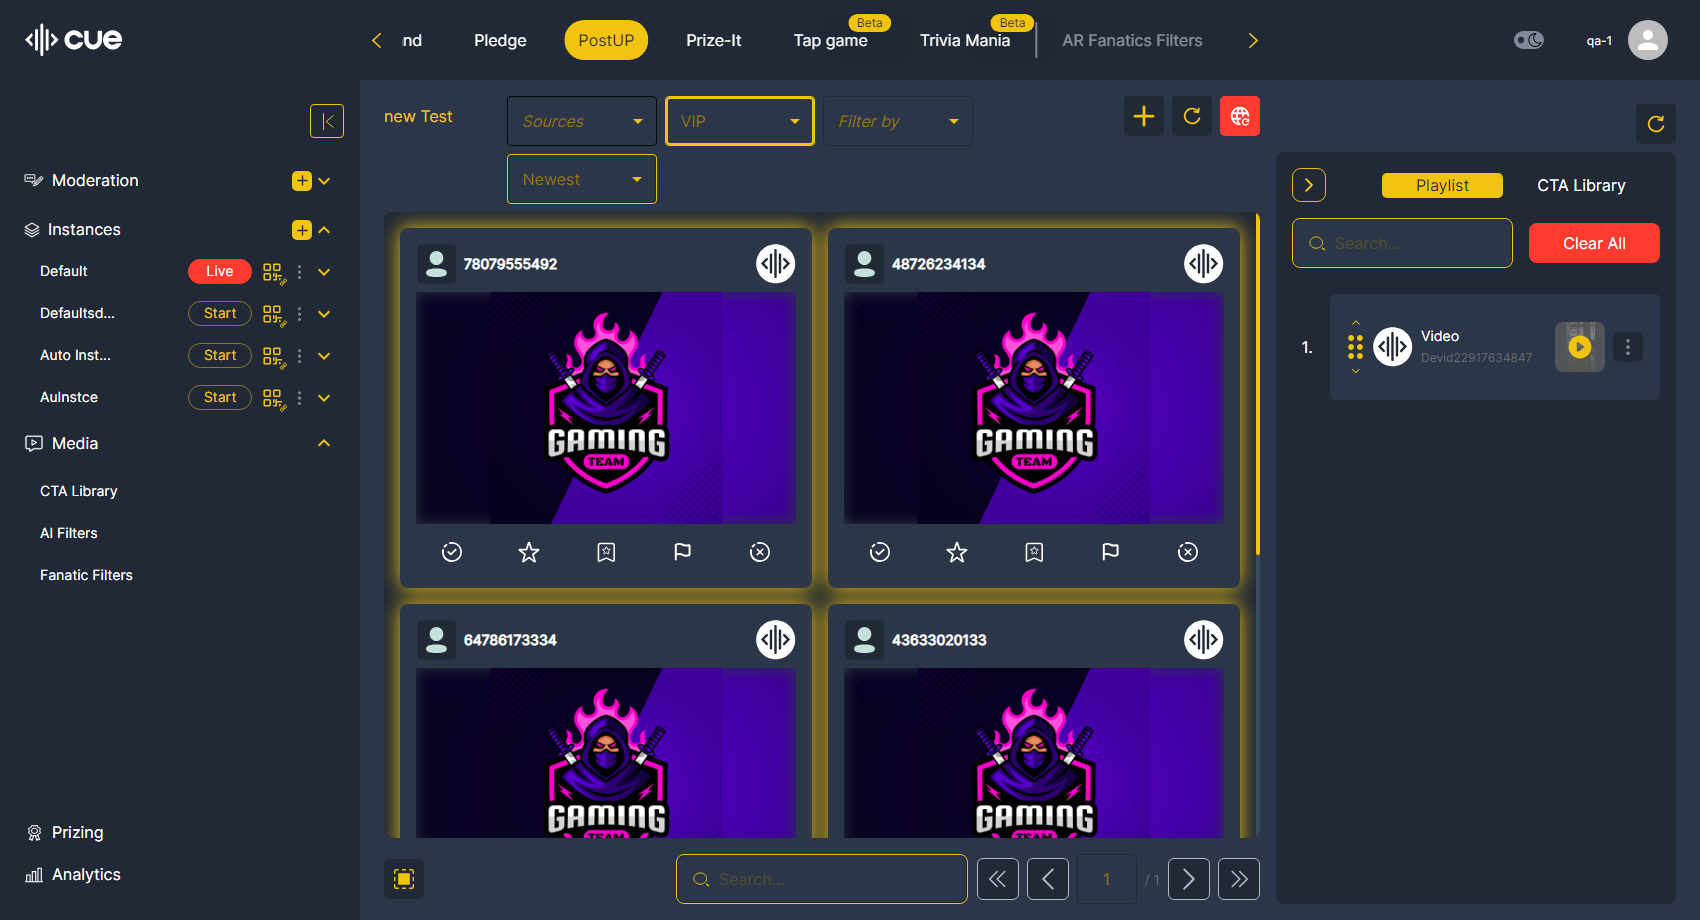 cue
nd
Pledge
PostUP
Prize-It
Tap game
Beta
Trivia Mania
Beta
AR Fanatics Filters
qa-1
Moderation
Instances
Default
Live
Defaultsd...
Start
Auto Inst...
Start
AuInstce
Start
Media
CTA Library
AI Filters
Fanatic Filters
Prizing
Analytics
new Test
Sources
VIP
Filter by
Newest
78079555492
GAMING
TEAM
48726234134
GAMING
TEAM
64786173334
GAMING
TEAM
43633020133
GAMING
TEAM
Search...
1
/ 1
Playlist
CTA Library
Search...
Clear All
1.
Video
Devid22917634847